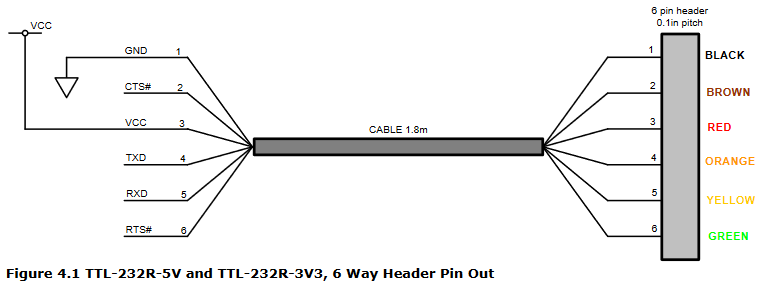 6 pin header
0.1in pitch
VCC
GND 1
1 BLACK
CTS# 2
2 BROWN
VCC 3
CABLE 1.8m
3 RED
TXD 4
4 ORANGE
RXD 5
5 YELLOW
RTS# 6
6 GREEN
Figure 4.1 TTL-232R-5V and TTL-232R-3V3, 6 Way Header Pin Out